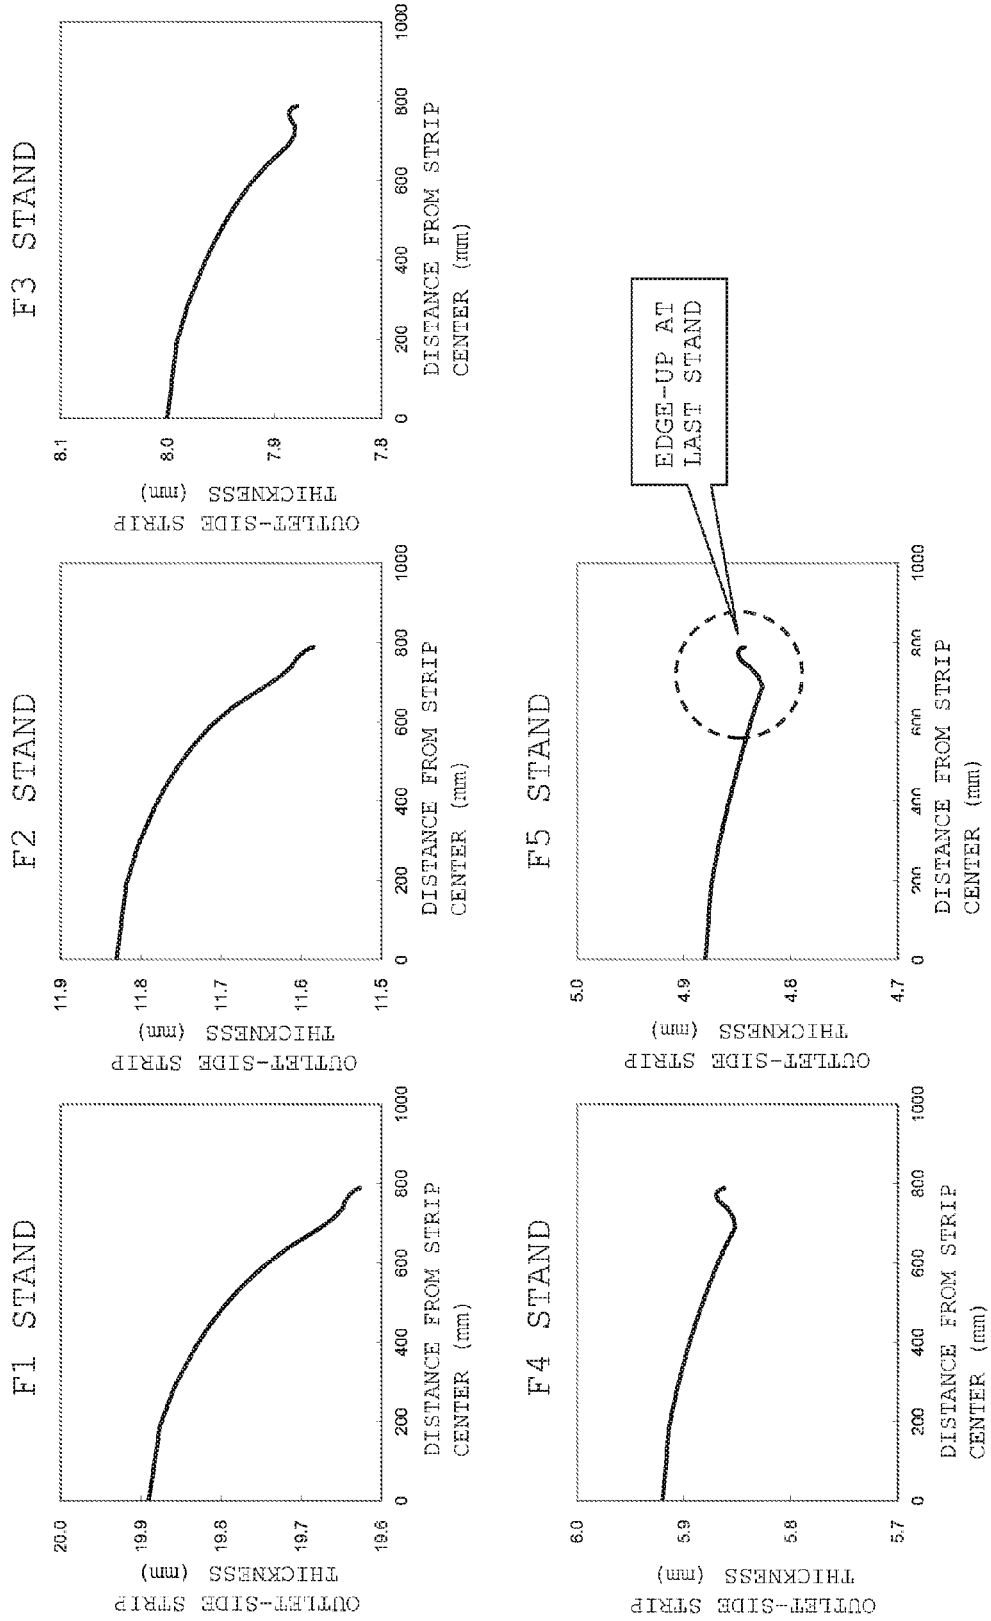 F1 STAND
OUTLET-SIDE STRIP
THICKNESS (mm)
20.0
19.9
19.8
19.7
19.6
0
200
400
600
800
1000
DISTANCE FROM STRIP
CENTER (mm)
F2 STAND
OUTLET-SIDE STRIP
THICKNESS (mm)
11.9
11.8
11.7
11.6
11.5
0
200
400
600
800
1000
DISTANCE FROM STRIP
CENTER (mm)
F3 STAND
OUTLET-SIDE STRIP
THICKNESS (mm)
8.1
8.0
7.9
7.8
0
200
400
600
800
1000
DISTANCE FROM STRIP
CENTER (mm)
F4 STAND
OUTLET-SIDE STRIP
THICKNESS (mm)
6.0
5.9
5.8
5.7
0
200
400
600
800
1000
DISTANCE FROM STRIP
CENTER (mm)
F5 STAND
OUTLET-SIDE STRIP
THICKNESS (mm)
5.0
4.9
4.8
4.7
0
200
400
600
800
1000
DISTANCE FROM STRIP
CENTER (mm)
EDGE-UP AT
LAST STAND